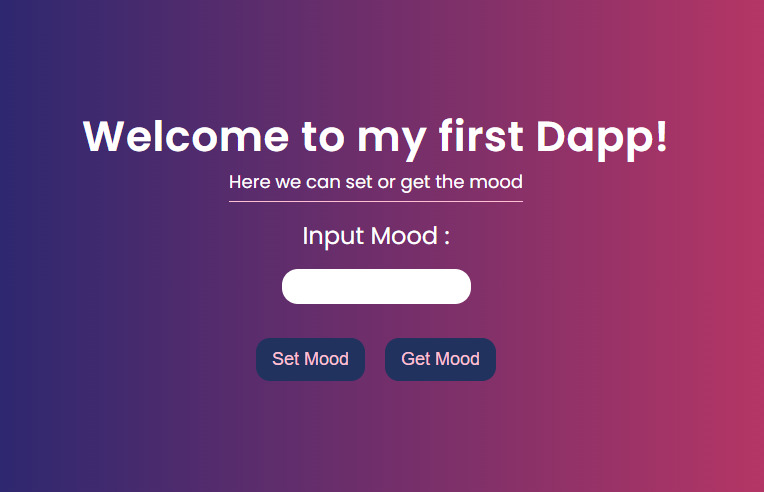 Welcome to my first Dapp!
Here we can set or get the mood
Input Mood :
Set Mood Get Mood